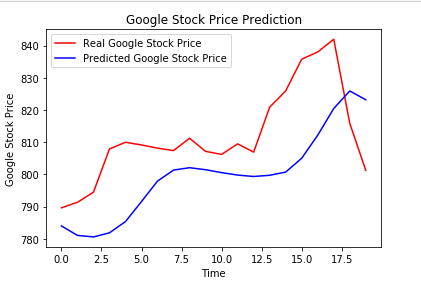 Google Stock Price Prediction
Real Google Stock Price
Predicted Google Stock Price
Google Stock Price
840
830
820
810
800
790
780
0.0 2.5 5.0 7.5 10.0 12.5 15.0 17.5
Time